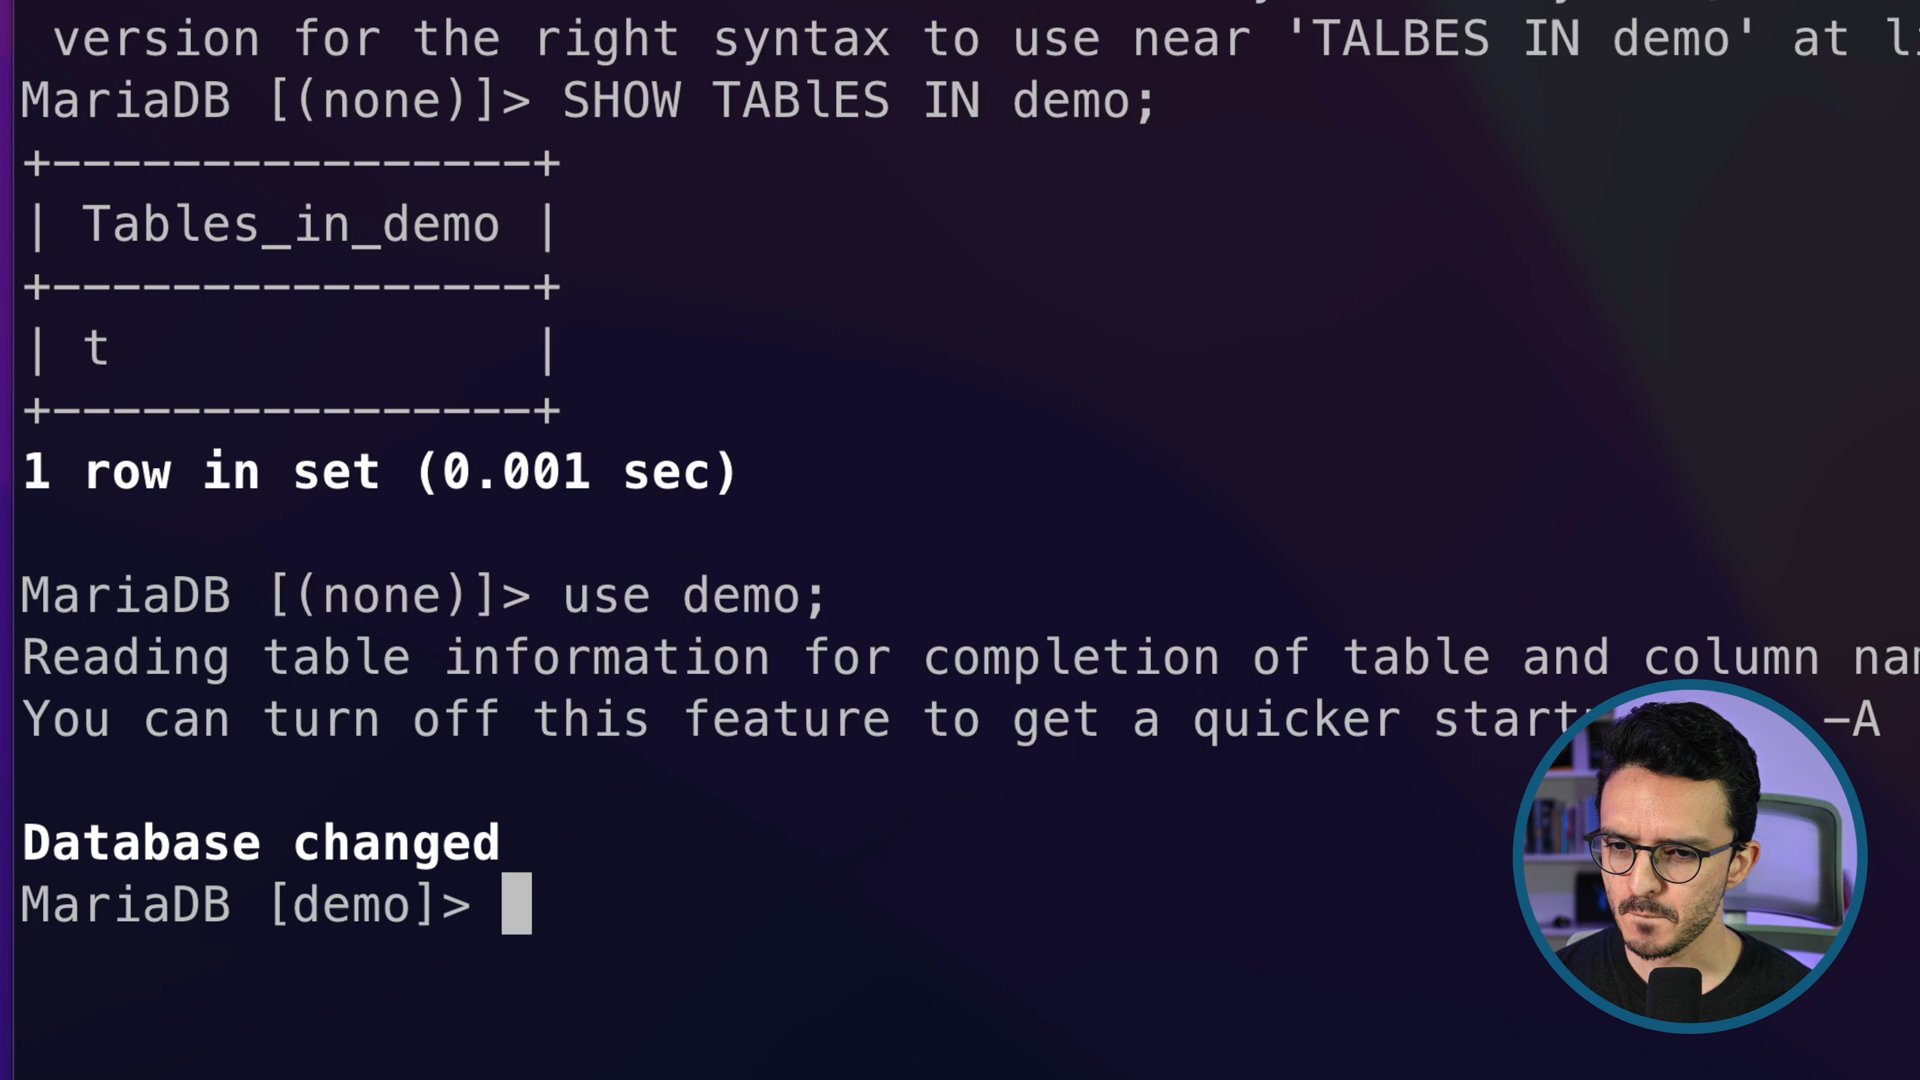 version for the right syntax to use near 'TALBES IN demo' at
MariaDB [(none)]> SHOW TABlES IN demo;
+----------------+
| Tables_in_demo |
+----------------+
| t              |
+----------------+
1 row in set (0.001 sec)
MariaDB [(none)]> use demo;
Reading table information for completion of table and column
You can turn off this feature to get a quicker -A
Database changed
MariaDB [demo]>